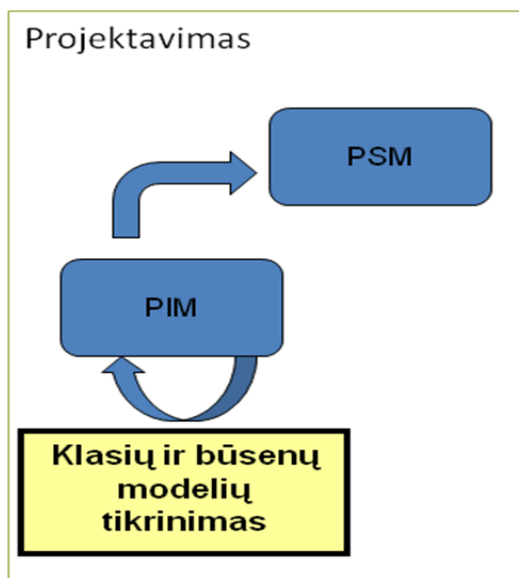 Projektavimas
PSM
PIM
Klasių ir būsenų
modelių
tikrinimas